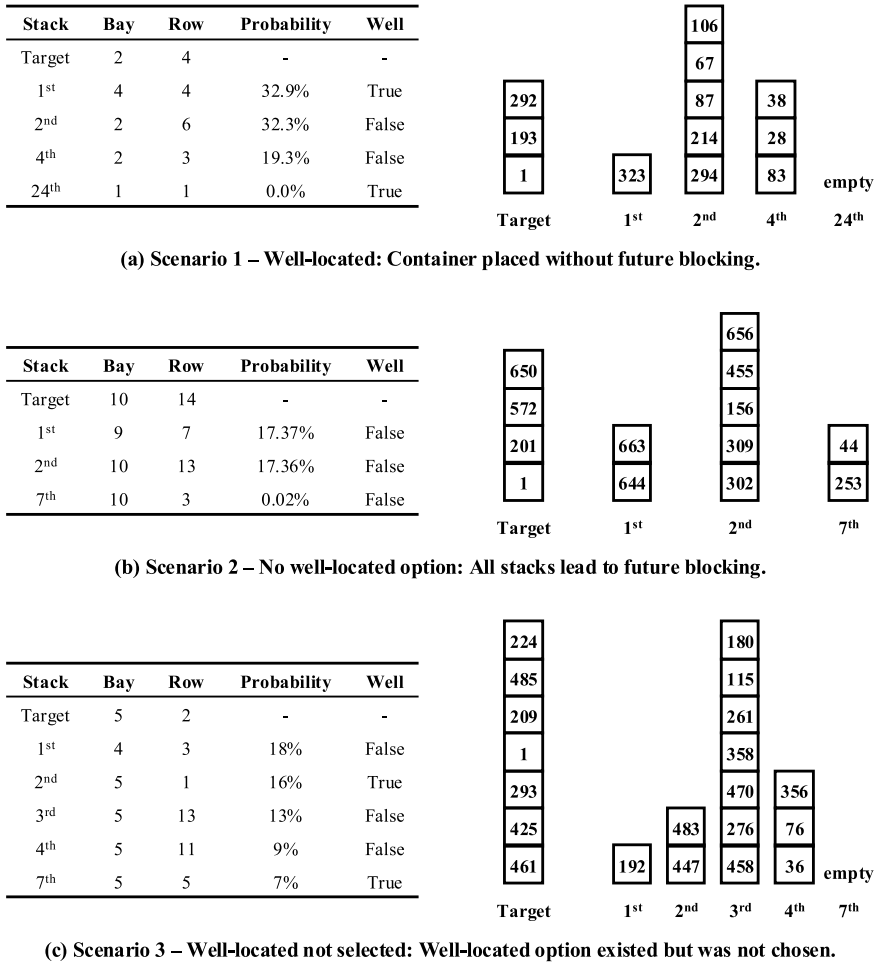 Stack Bay Row Probability Well
Target 2 4 - -
1st 4 4 32.9% True
2nd 2 6 32.3% False
4th 2 3 19.3% False
24th 1 1 0.0% True
106
67
292 87 38
193 214 28
1 323 294 83 empty
Target 1st 2nd 4th 24th
(a) Scenario 1 – Well-located: Container placed without future blocking.
Stack Bay Row Probability Well
Target 10 14 - -
1st 9 7 17.37% False
2nd 10 13 17.36% False
7th 10 3 0.02% False
656
650 455
572 156
201 663 309 44
1 644 302 253
Target 1st 2nd 7th
(b) Scenario 2 – No well-located option: All stacks lead to future blocking.
Stack Bay Row Probability Well
Target 5 2 - -
1st 4 3 18% False
2nd 5 1 16% True
3rd 5 13 13% False
4th 5 11 9% False
7th 5 5 7% True
224 180
485 115
209 261
1 358
293 470 356
425 483 276 76
461 192 447 458 36 empty
Target 1st 2nd 3rd 4th 7th
(c) Scenario 3 – Well-located not selected: Well-located option existed but was not chosen.